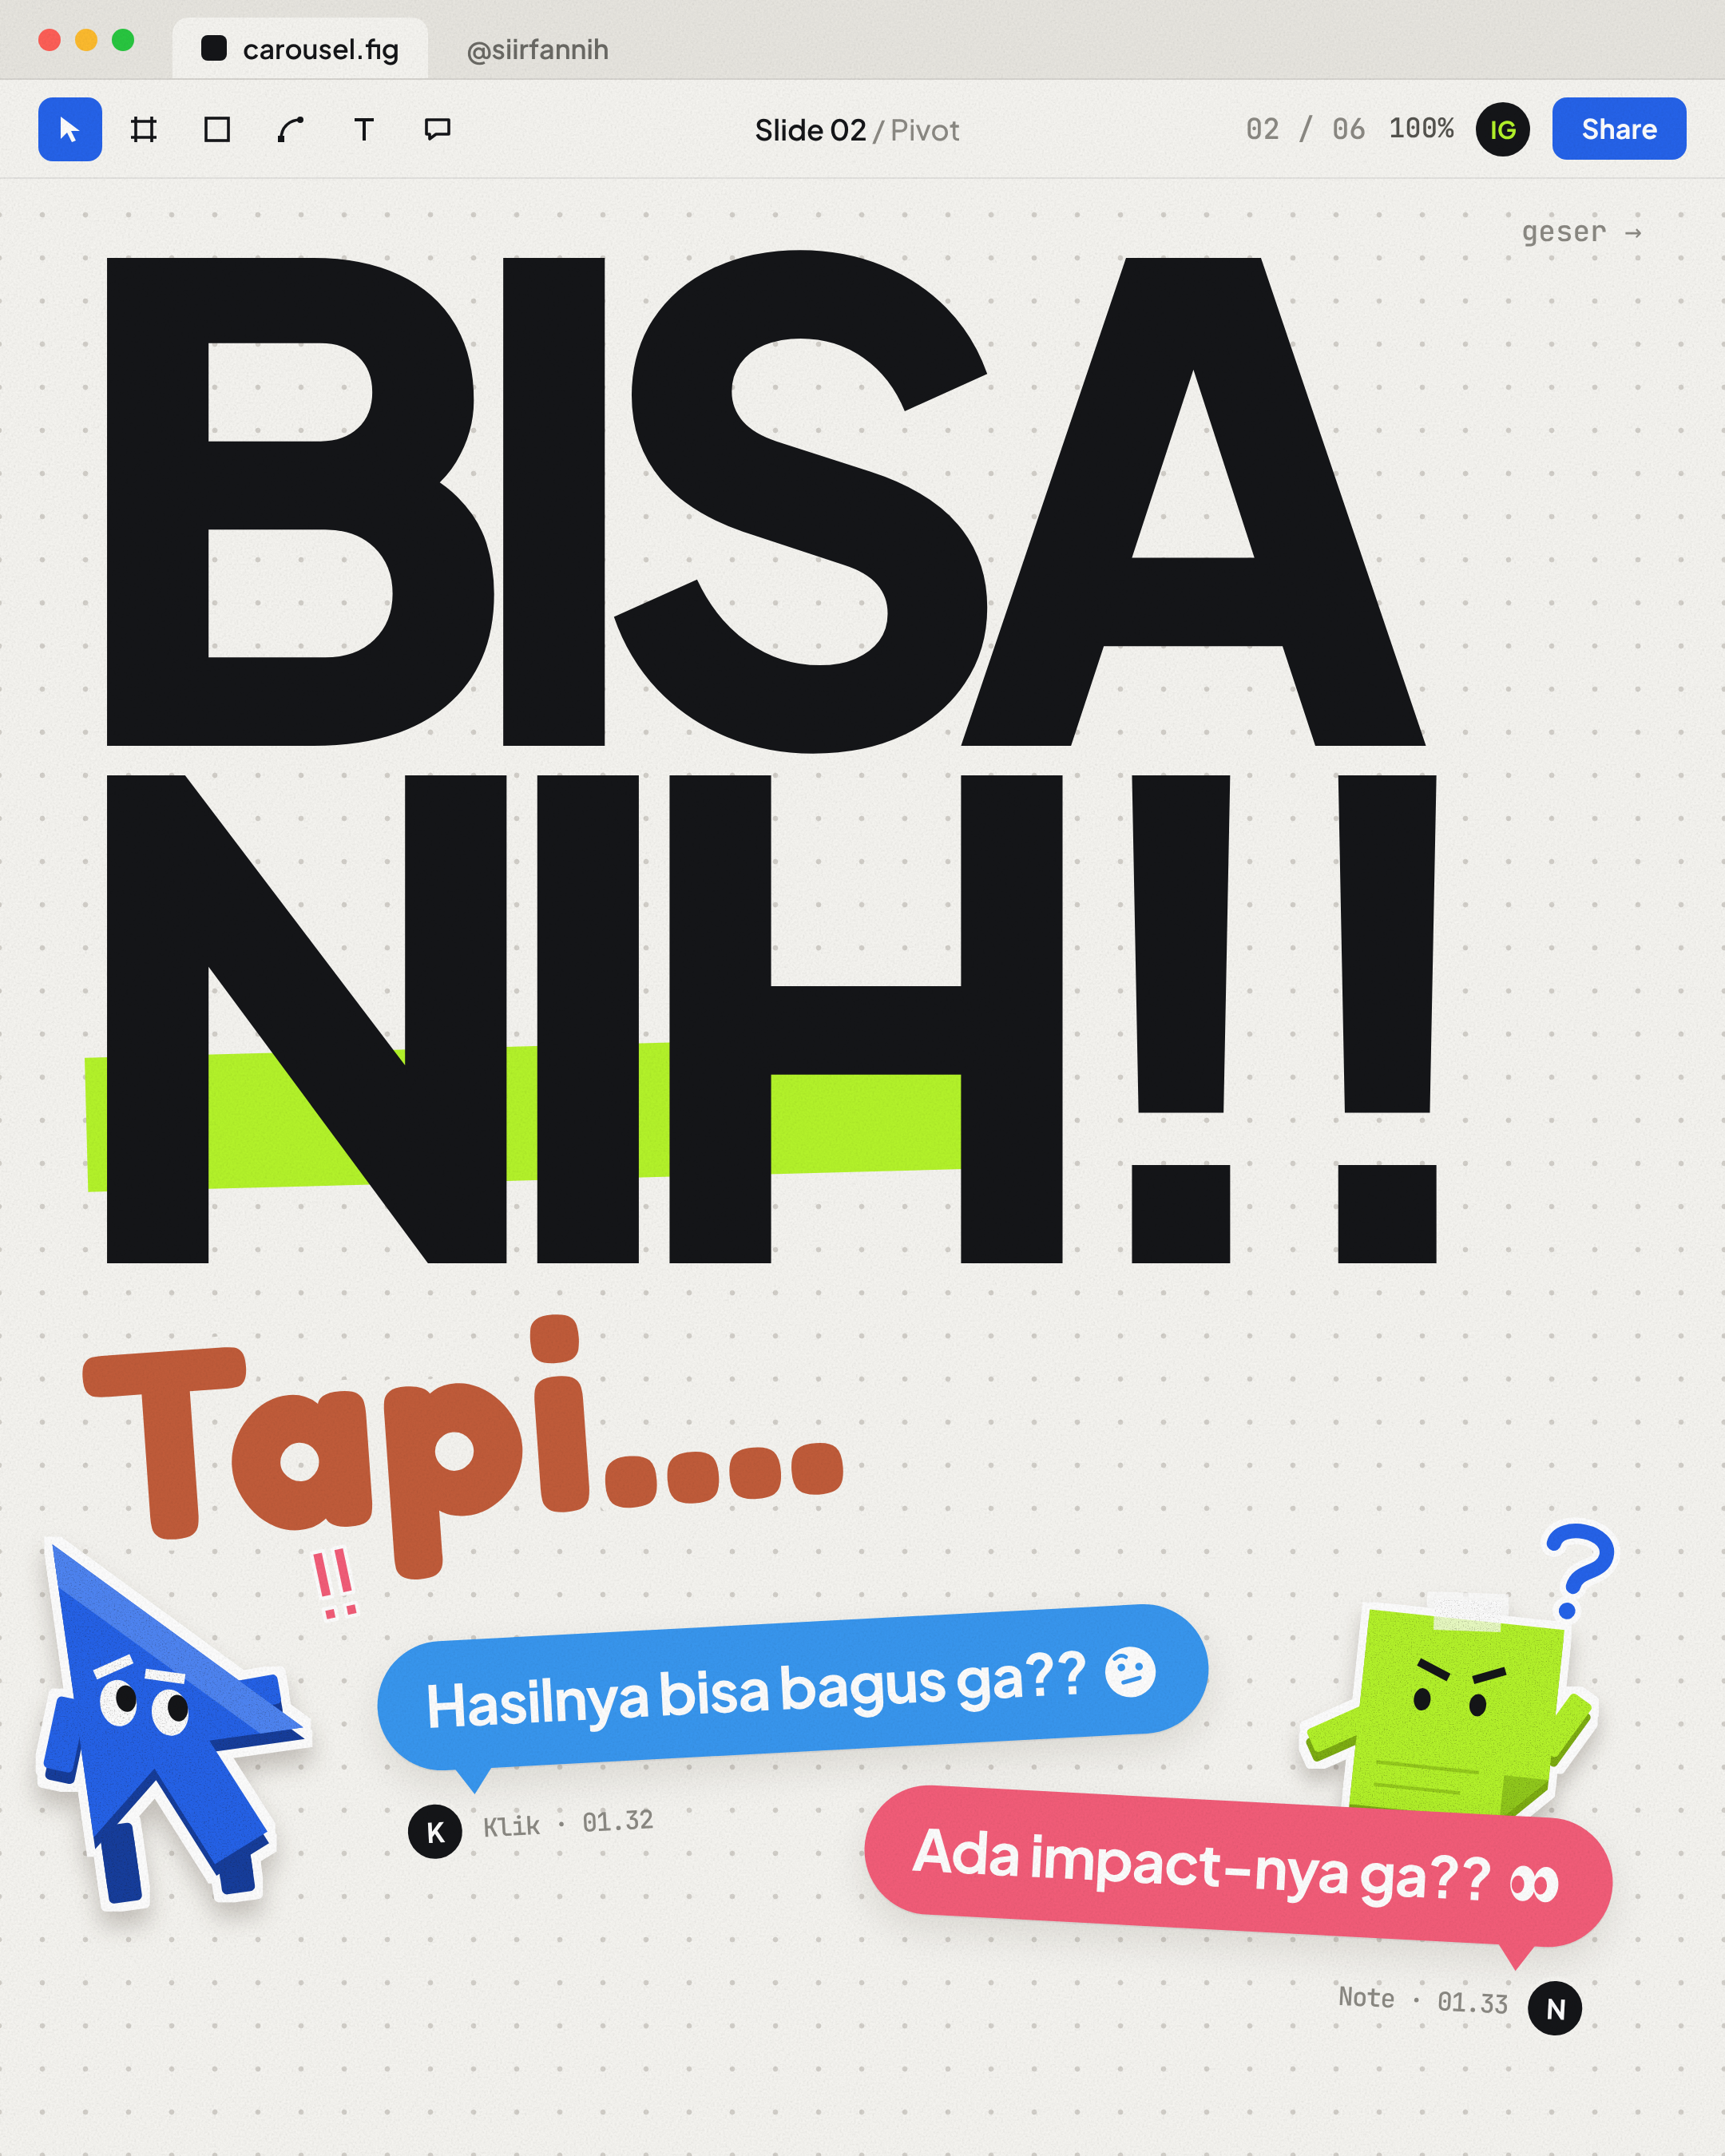 carousel.fig
@siirfannih
Slide 02 / Pivot
02 / 06 100% IG Share
geser →
BISA
NIH!!
Tapi....
!!
?
Hasilnya bisa bagus ga?? 🤨
K Klik · 01.32
Ada impact-nya ga?? 👀
Note · 01.33 N